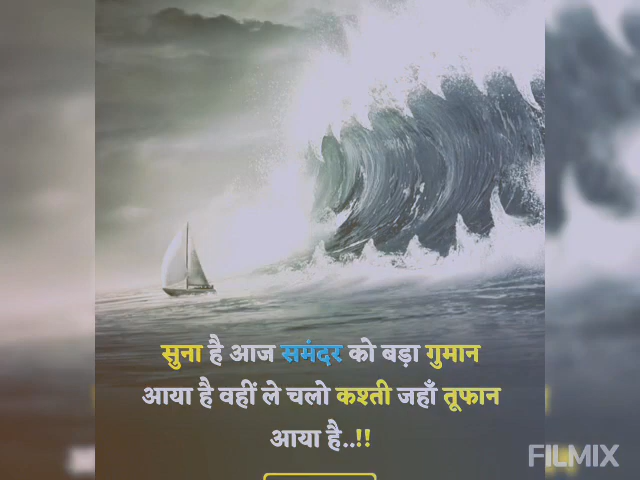 सुना है आज समंदर को बड़ा गुमान
आया है वहीं ले चलो कश्ती जहाँ तूफान
आया है..!!
FILMIX